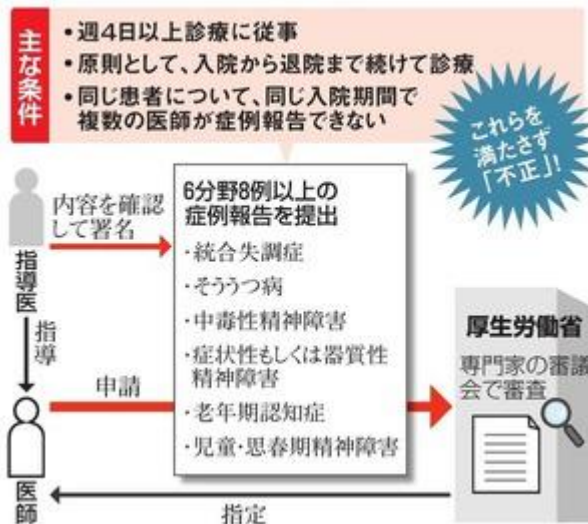 主な条件
・週4日以上診療に従事
・原則として、入院から退院まで続けて診療
・同じ患者について、同じ入院期間で
複数の医師が症例報告できない
これらを
満たさず
「不正」!
6分野8例以上の
症例報告を提出
・統合失調症
・そううつ病
・中毒性精神障害
・症状性もしくは器質性
精神障害
・老年期認知症
・児童・思春期精神障害
内容を確認
して署名
指導医
指導
申請
医師
厚生労働省
専門家の審議
会で審査
指定